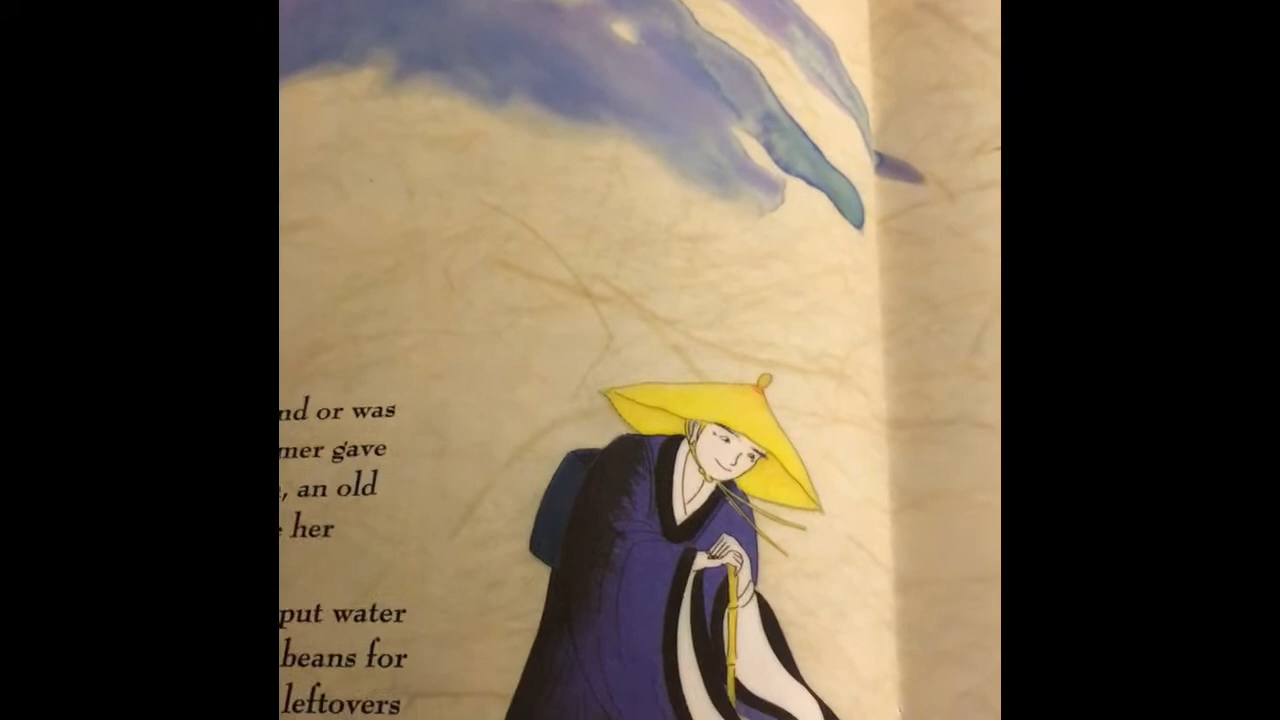 nd or was
mer gave
, an old
her
put water
beans for
leftovers